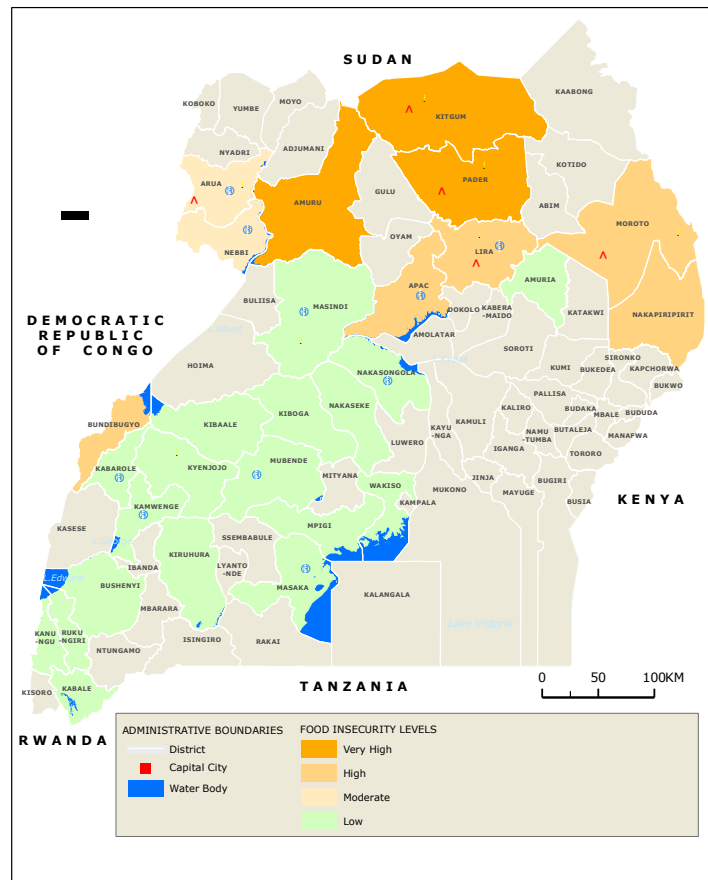 SUDAN
KAABONG
KOBOKO
YUMBE
MOYO
KITGUM
NYADRI
ADJUMANI
KOTIDO
ARUA
PADER
GULU
ABIM
AMURU
MOROTO
NEBBI
OYAM
LIRA
APAC
AMURIA
BULIISA
MASINDI
DOKOLO
KABERA
-MAIDO
KATAKWI
NAKAPIRIPIRIT
DEMOCRATIC
REPUBLIC
OF CONGO
L.Albert
AMOLATAR
SOROTI
HOIMA
NAKASONGOLA
KUMI
SIRONKO
BUKEDEA
KAPCHORWA
BUKWO
BUNDIBUGYO
KIBAALE
KIBOGA
NAKASEKE
KAYU
-NGA
KAMULI
KALIRO
PALLISA
BUDAKA
MBALE
BUDUDA
NAMU
-TUMBA
BUTALEJA
MANAFWA
LUWERO
IGANGA
TORORO
KABAROLE
KYENJOJO
MUBENDE
MITYANA
WAKISO
KAMPALA
MUKONO
JINJA
MAYUGE
BUGIRI
BUSIA
KENYA
KAMWENGE
KASESE
MPIGI
SSEMBABULE
KIRUHURA
IBANDA
LYANTO
-NDE
L.Edward
BUSHENYI
MASAKA
KALANGALA
MBARARA
Lake Victoria
KANU
-NGU
RUKU
-NGIRI
NTUNGAMO
ISINGIRO
RAKAI
KISORO
KABALE
TANZANIA
0 50 100KM
RWANDA
ADMINISTRATIVE BOUNDARIES
District
Capital City
Water Body
FOOD INSECURITY LEVELS
Very High
High
Moderate
Low